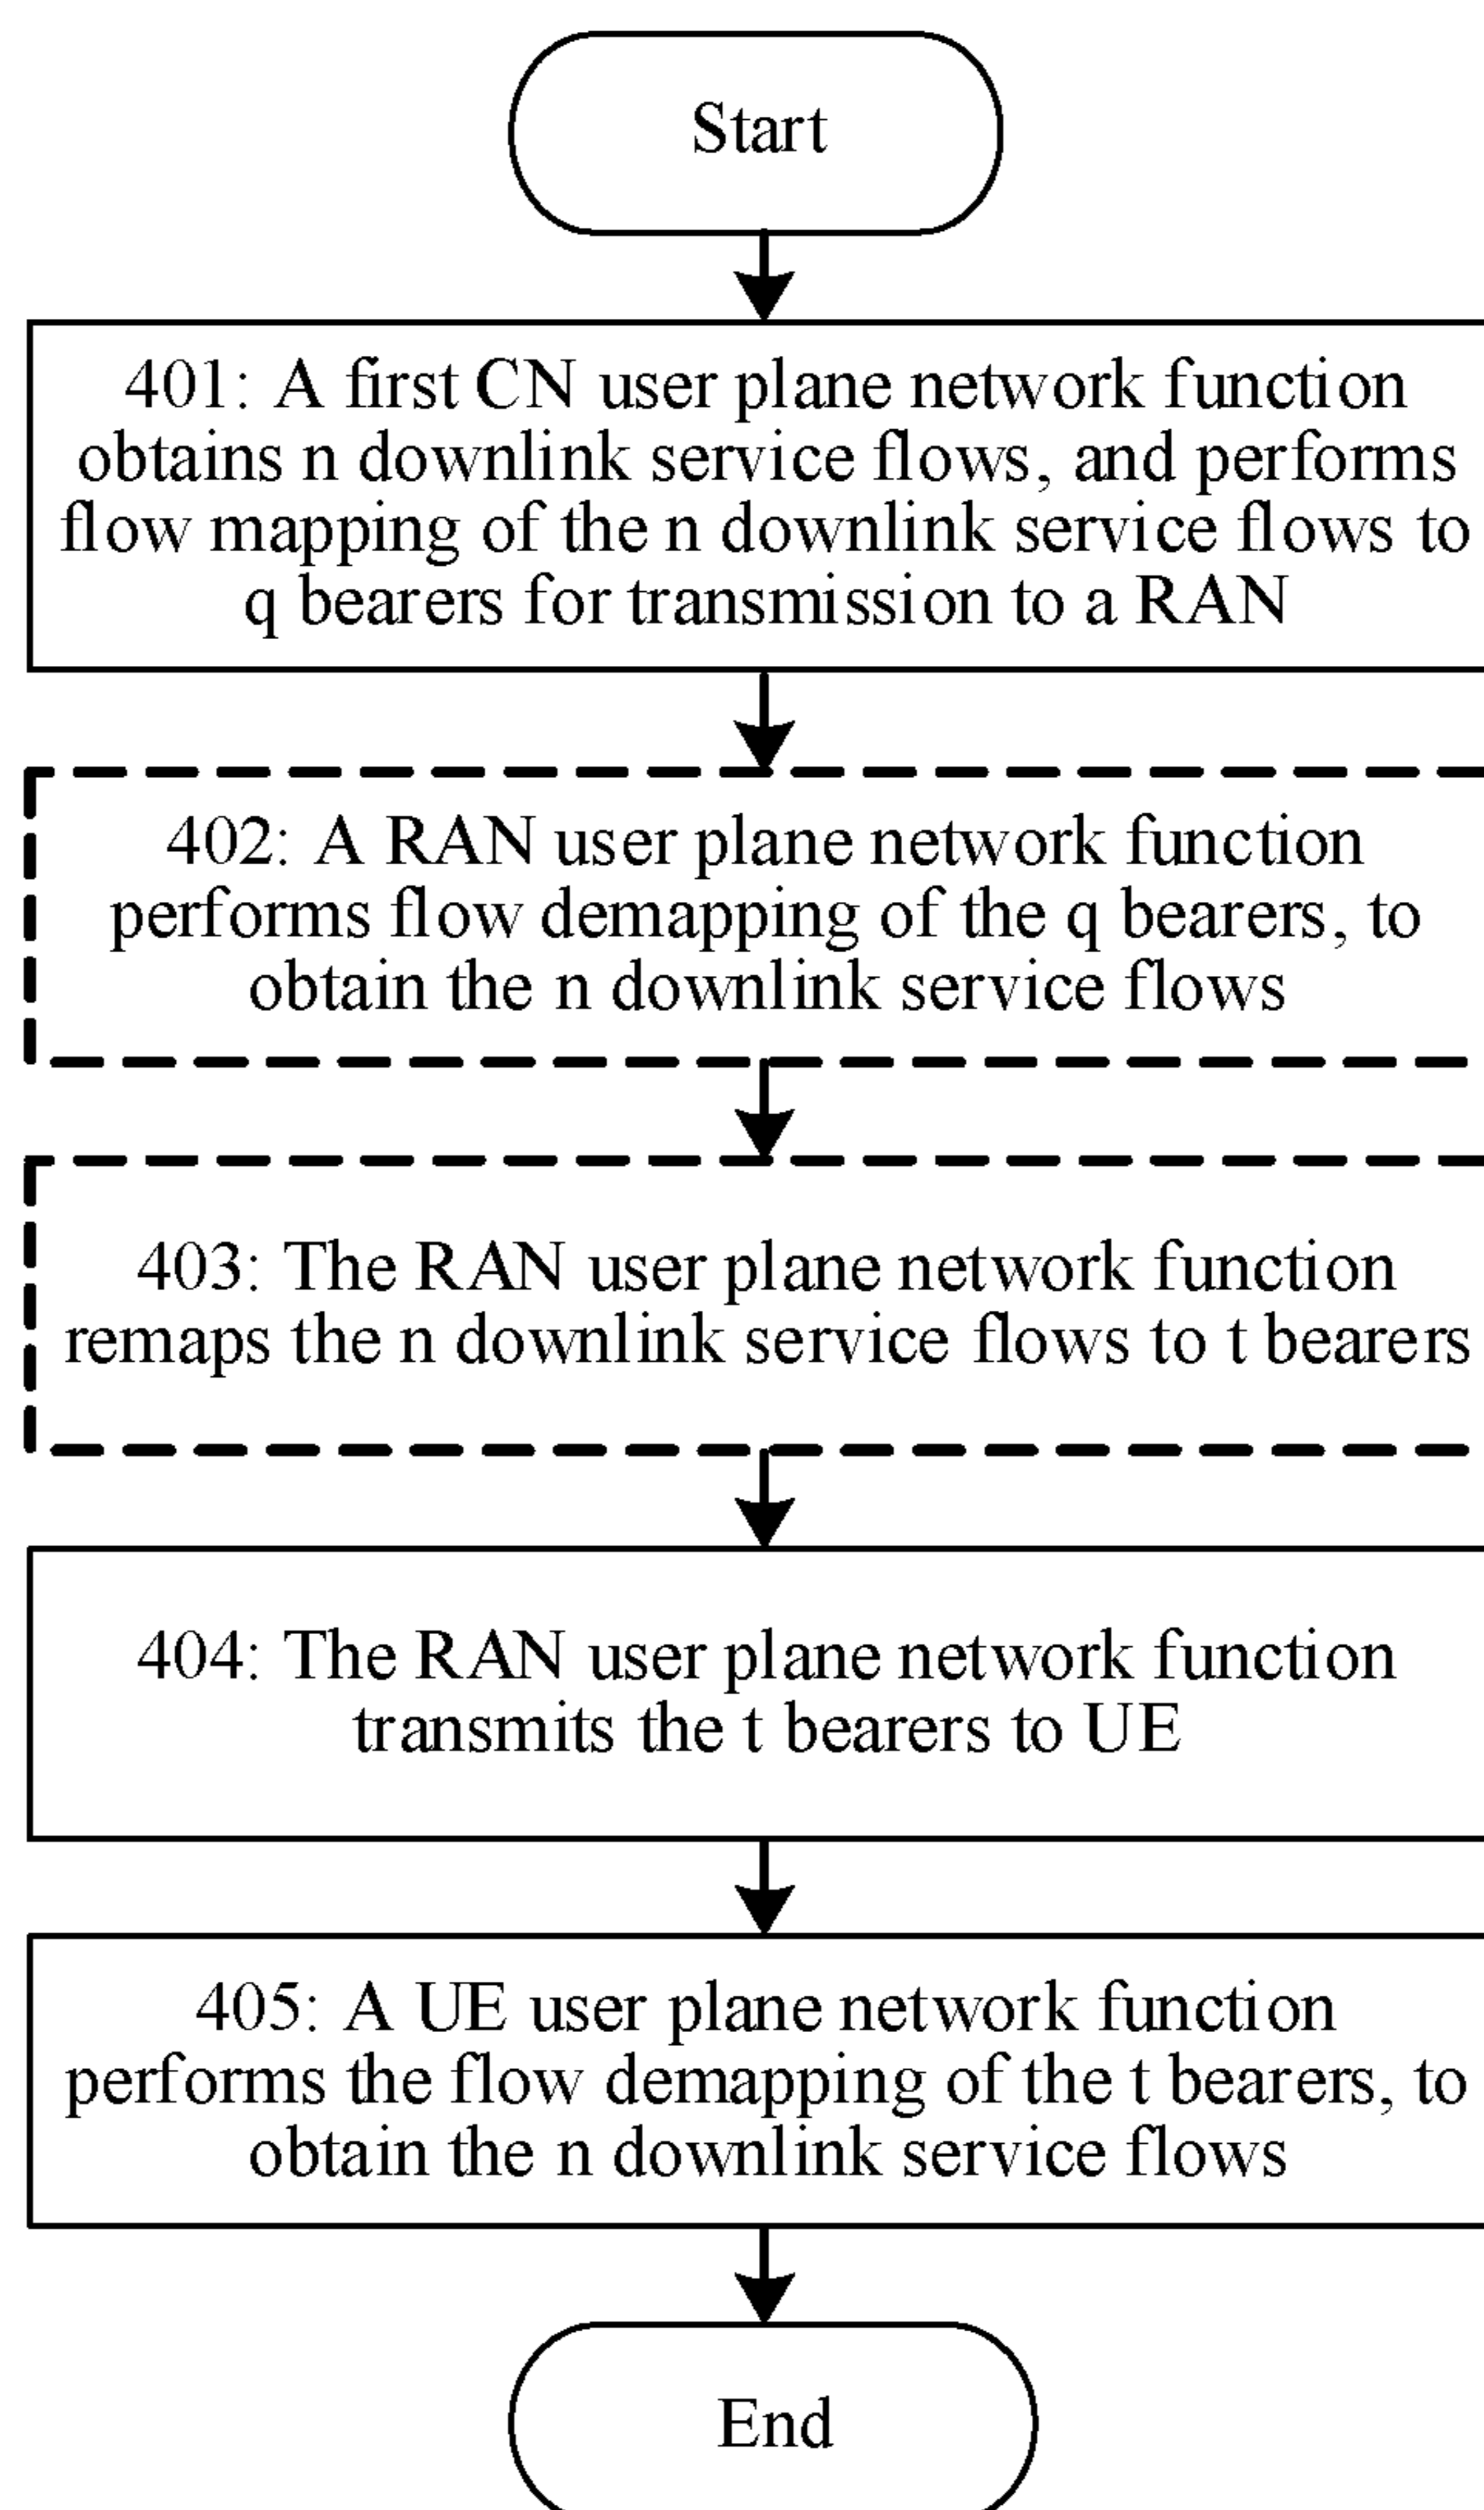 Start
401: A first CN user plane network function
obtains n downlink service flows, and performs
flow mapping of the n downlink service flows to
q bearers for transmission to a RAN
402: A RAN user plane network function
performs flow demapping of the q bearers, to
obtain the n downlink service flows
403: The RAN user plane network function
remaps the n downlink service flows to t bearers
404: The RAN user plane network function
transmits the t bearers to UE
405: A UE user plane network function
performs the flow demapping of the t bearers, to
obtain the n downlink service flows
End